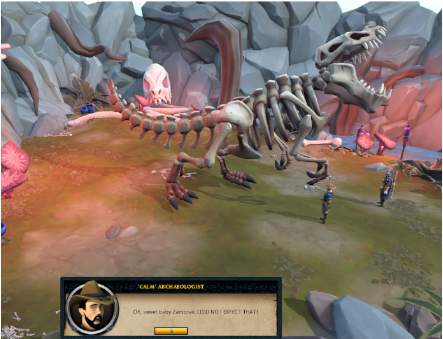 'CALM' ARCHAEOLOGIST
Oh, sweet baby Zamorak. I DID NOT EXPECT THAT!